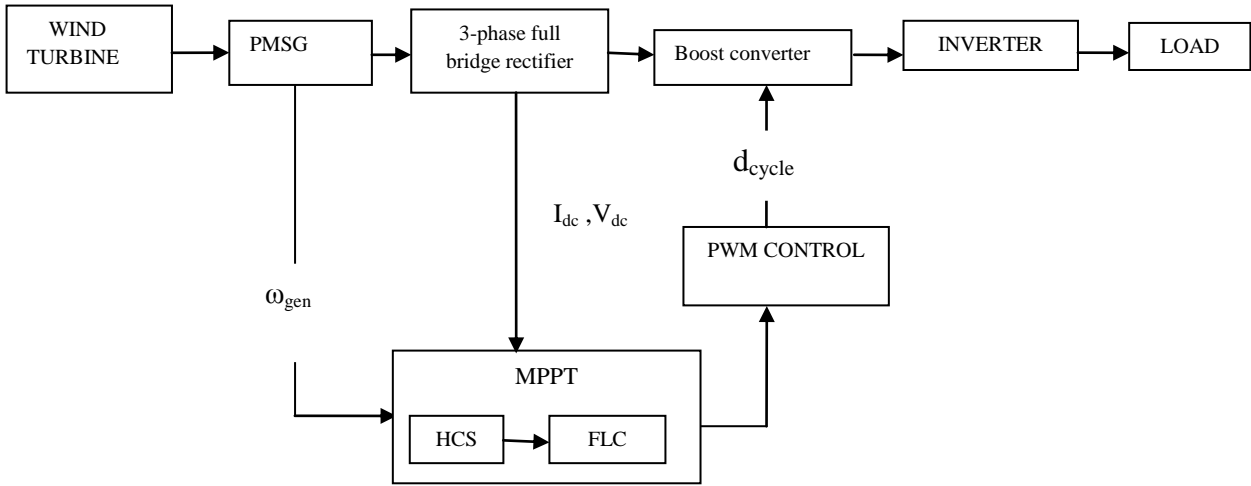 WIND
TURBINE
PMSG
3-phase full
bridge rectifier
Boost converter
INVERTER
LOAD
d_cycle
I_dc ,V_dc
PWM CONTROL
ω_gen
MPPT
HCS
FLC